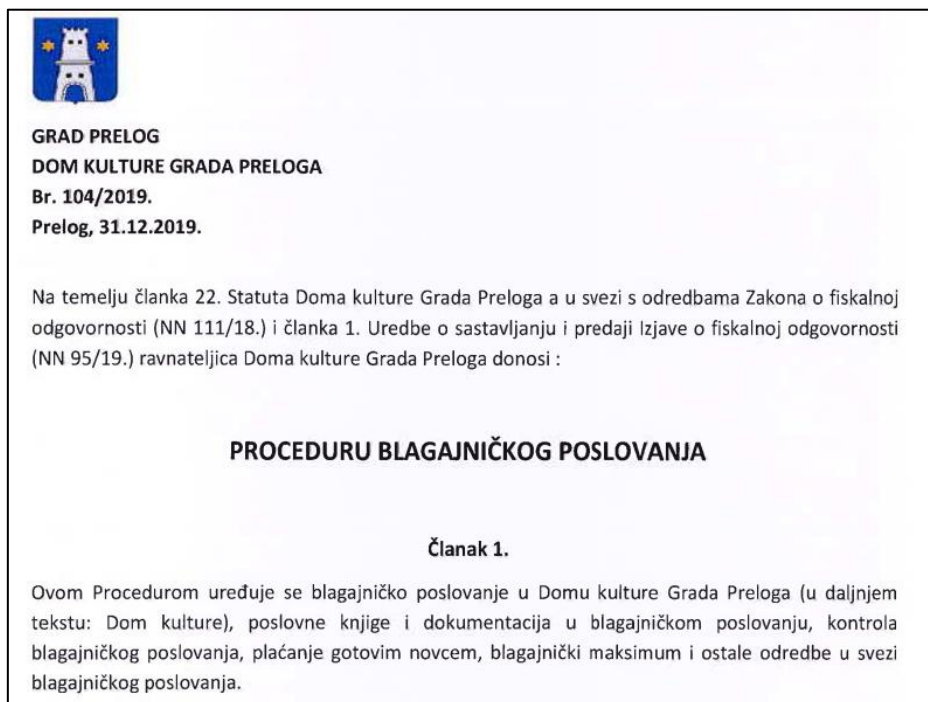 GRAD PRELOG
DOM KULTURE GRADA PRELOGA
Br. 104/2019.
Prelog, 31.12.2019.
Na temelju članka 22. Statuta Doma kulture Grada Preloga a u svezi s odredbama Zakona o fiskalnoj
odgovornosti (NN 111/18.) i članka 1. Uredbe o sastavljanju i predaji Izjave o fiskalnoj odgovornosti
(NN 95/19.) ravnateljica Doma kulture Grada Preloga donosi :
PROCEDURU BLAGAJNIČKOG POSLOVANJA
Članak 1.
Ovom Procedurom uređuje se blagajničko poslovanje u Domu kulture Grada Preloga (u daljnjem
tekstu: Dom kulture), poslovne knjige i dokumentacija u blagajničkom poslovanju, kontrola
blagajničkog poslovanja, plaćanje gotovim novcem, blagajnički maksimum i ostale odredbe u svezi
blagajničkog poslovanja.